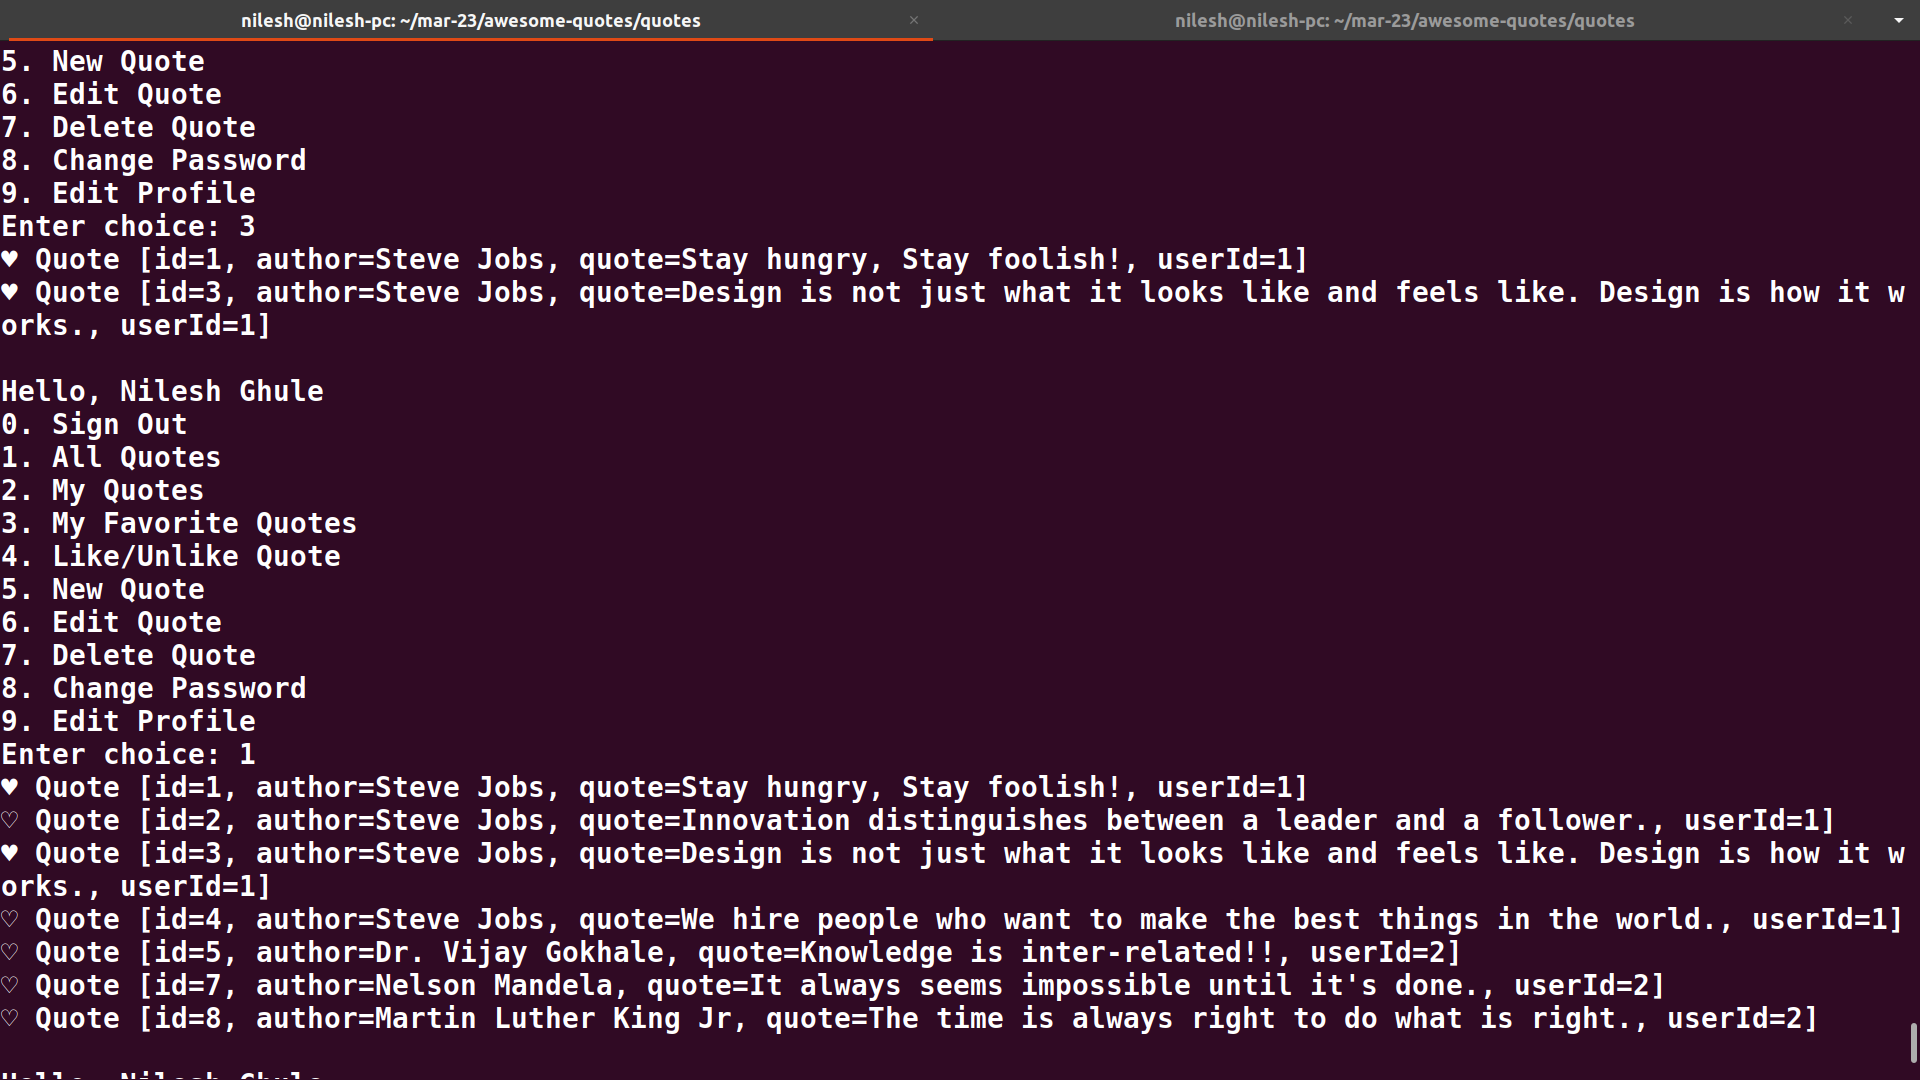 nilesh@nilesh-pc: ~/mar-23/awesome-quotes/quotes × nilesh@nilesh-pc: ~/mar-23/awesome-quotes/quotes ×
5. New Quote
6. Edit Quote
7. Delete Quote
8. Change Password
9. Edit Profile
Enter choice: 3
♥ Quote [id=1, author=Steve Jobs, quote=Stay hungry, Stay foolish!, userId=1]
♥ Quote [id=3, author=Steve Jobs, quote=Design is not just what it looks like and feels like. Design is how it w
orks., userId=1]
Hello, Nilesh Ghule
0. Sign Out
1. All Quotes
2. My Quotes
3. My Favorite Quotes
4. Like/Unlike Quote
5. New Quote
6. Edit Quote
7. Delete Quote
8. Change Password
9. Edit Profile
Enter choice: 1
♥ Quote [id=1, author=Steve Jobs, quote=Stay hungry, Stay foolish!, userId=1]
♡ Quote [id=2, author=Steve Jobs, quote=Innovation distinguishes between a leader and a follower., userId=1]
♥ Quote [id=3, author=Steve Jobs, quote=Design is not just what it looks like and feels like. Design is how it w
orks., userId=1]
♡ Quote [id=4, author=Steve Jobs, quote=We hire people who want to make the best things in the world., userId=1]
♡ Quote [id=5, author=Dr. Vijay Gokhale, quote=Knowledge is inter-related!!, userId=2]
♡ Quote [id=7, author=Nelson Mandela, quote=It always seems impossible until it's done., userId=2]
♡ Quote [id=8, author=Martin Luther King Jr, quote=The time is always right to do what is right., userId=2]
Hello, Nilesh Ghule